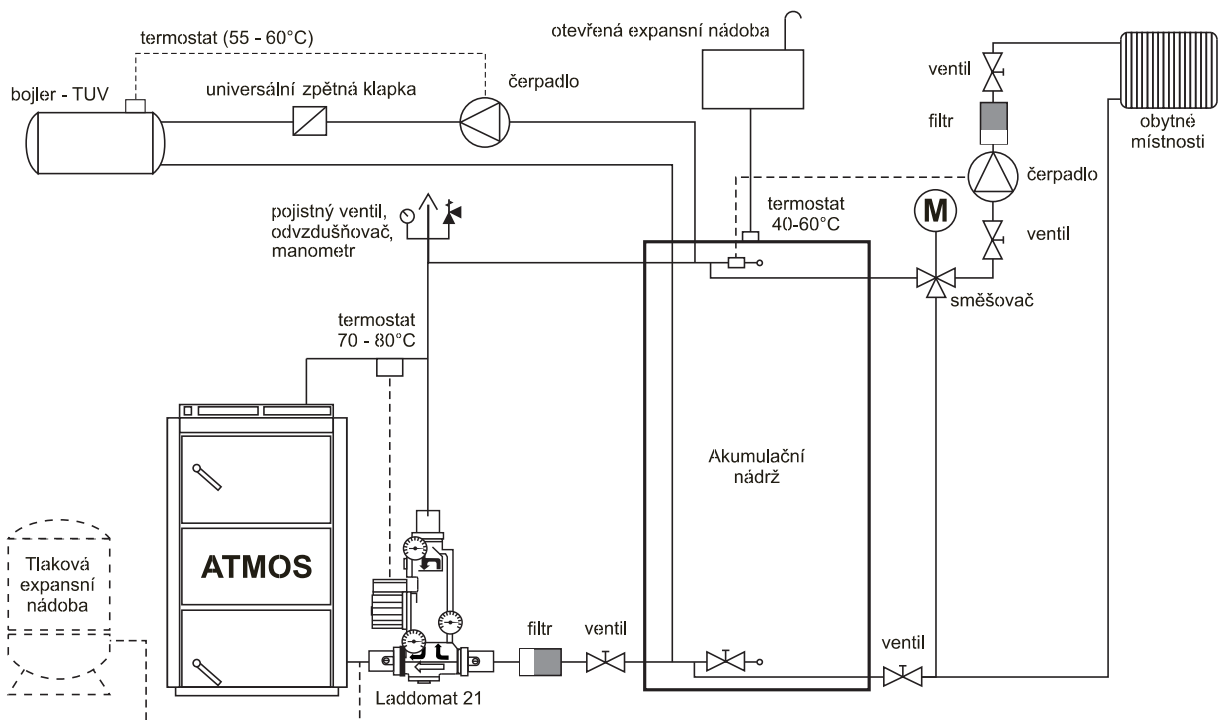 termostat (55 - 60°C)
otevřená expansní nádoba
ventil
bojler - TUV
universální zpětná klapka
čerpadlo
filtr
obytné
místnosti
čerpadlo
pojistný ventil,
odvzdušňovač,
manometr
termostat
40-60°C
M
ventil
směšovač
termostat
70 - 80°C
Akumulační
nádrž
ATMOS
Tlaková
expansní
nádoba
filtr
ventil
ventil
Laddomat 21